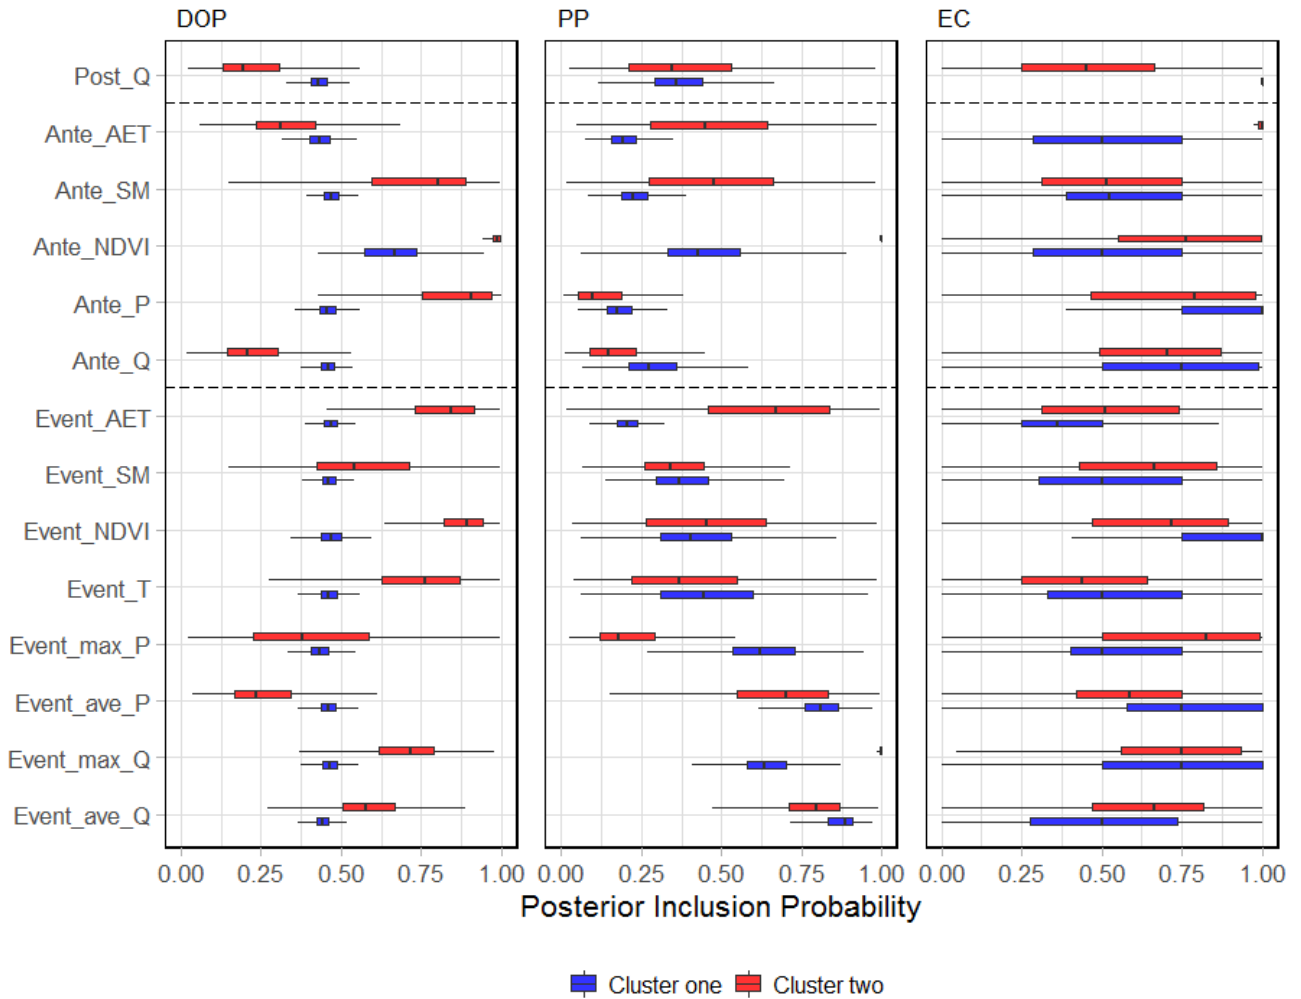 DOP PP EC
Post_Q
Ante_AET
Ante_SM
Ante_NDVI
Ante_P
Ante_Q
Event_AET
Event_SM
Event_NDVI
Event_T
Event_max_P
Event_ave_P
Event_max_Q
Event_ave_Q
0.00 0.25 0.50 0.75 1.00 0.00 0.25 0.50 0.75 1.00 0.00 0.25 0.50 0.75 1.00
Posterior Inclusion Probability
Cluster one Cluster two